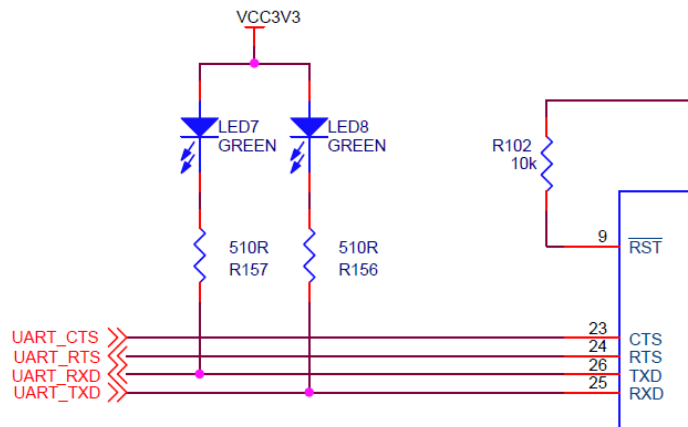 VCC3V3
LED7
GREEN
LED8
GREEN
R102
10k
510R
R157
510R
R156
9
RST
UART_CTS
23
CTS
UART_RTS
24
RTS
UART_RXD
26
TXD
UART_TXD
25
RXD